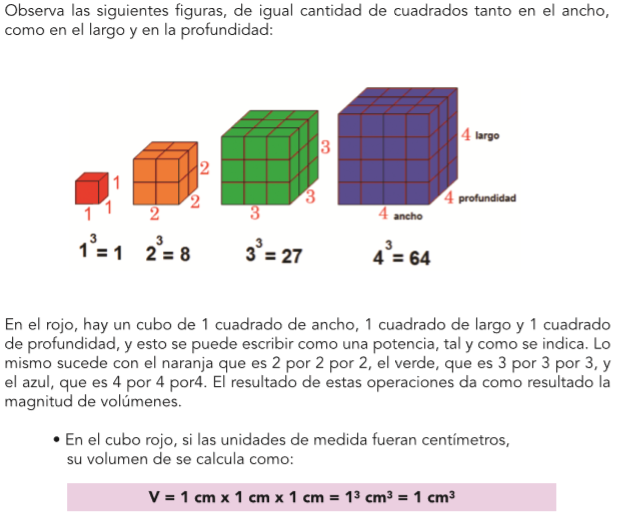 Observa las siguientes figuras, de igual cantidad de cuadrados tanto en el ancho,
como en el largo y en la profundidad:
1
1
1
2
2
2
3
3
3
4 largo
4 profundidad
4 ancho
1³= 1
2³= 8
3³= 27
4³= 64
En el rojo, hay un cubo de 1 cuadrado de ancho, 1 cuadrado de largo y 1 cuadrado
de profundidad, y esto se puede escribir como una potencia, tal y como se indica. Lo
mismo sucede con el naranja que es 2 por 2 por 2, el verde, que es 3 por 3 por 3, y
el azul, que es 4 por 4 por4. El resultado de estas operaciones da como resultado la
magnitud de volúmenes.
• En el cubo rojo, si las unidades de medida fueran centímetros,
su volumen de se calcula como:
V = 1 cm x 1 cm x 1 cm = 1³ cm³ = 1 cm³